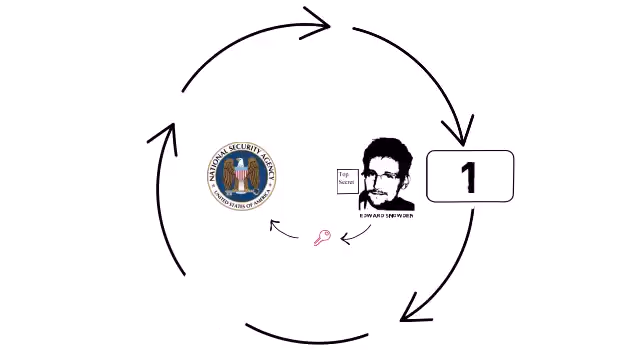 NATIONAL SECURITY AGENCY
UNITED STATES OF AMERICA
Top
Secret
EDWARD SNOWDEN
1